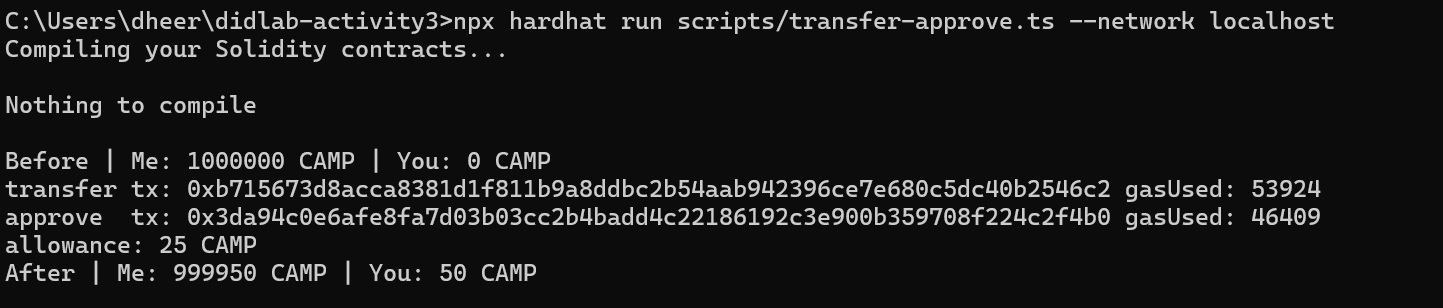 C:\Users\dheer\didlab-activity3>npx hardhat run scripts/transfer-approve.ts --network localhost
Compiling your Solidity contracts...
Nothing to compile
Before | Me: 1000000 CAMP | You: 0 CAMP
transfer tx: 0xb715673d8acca8381d1f811b9a8ddbc2b54aab942396ce7e680c5dc40b2546c2 gasUsed: 53924
approve  tx: 0x3da94c0e6afe8fa7d03b03cc2b4badd4c22186192c3e900b359708f224c2f4b0 gasUsed: 46409
allowance: 25 CAMP
After | Me: 999950 CAMP | You: 50 CAMP